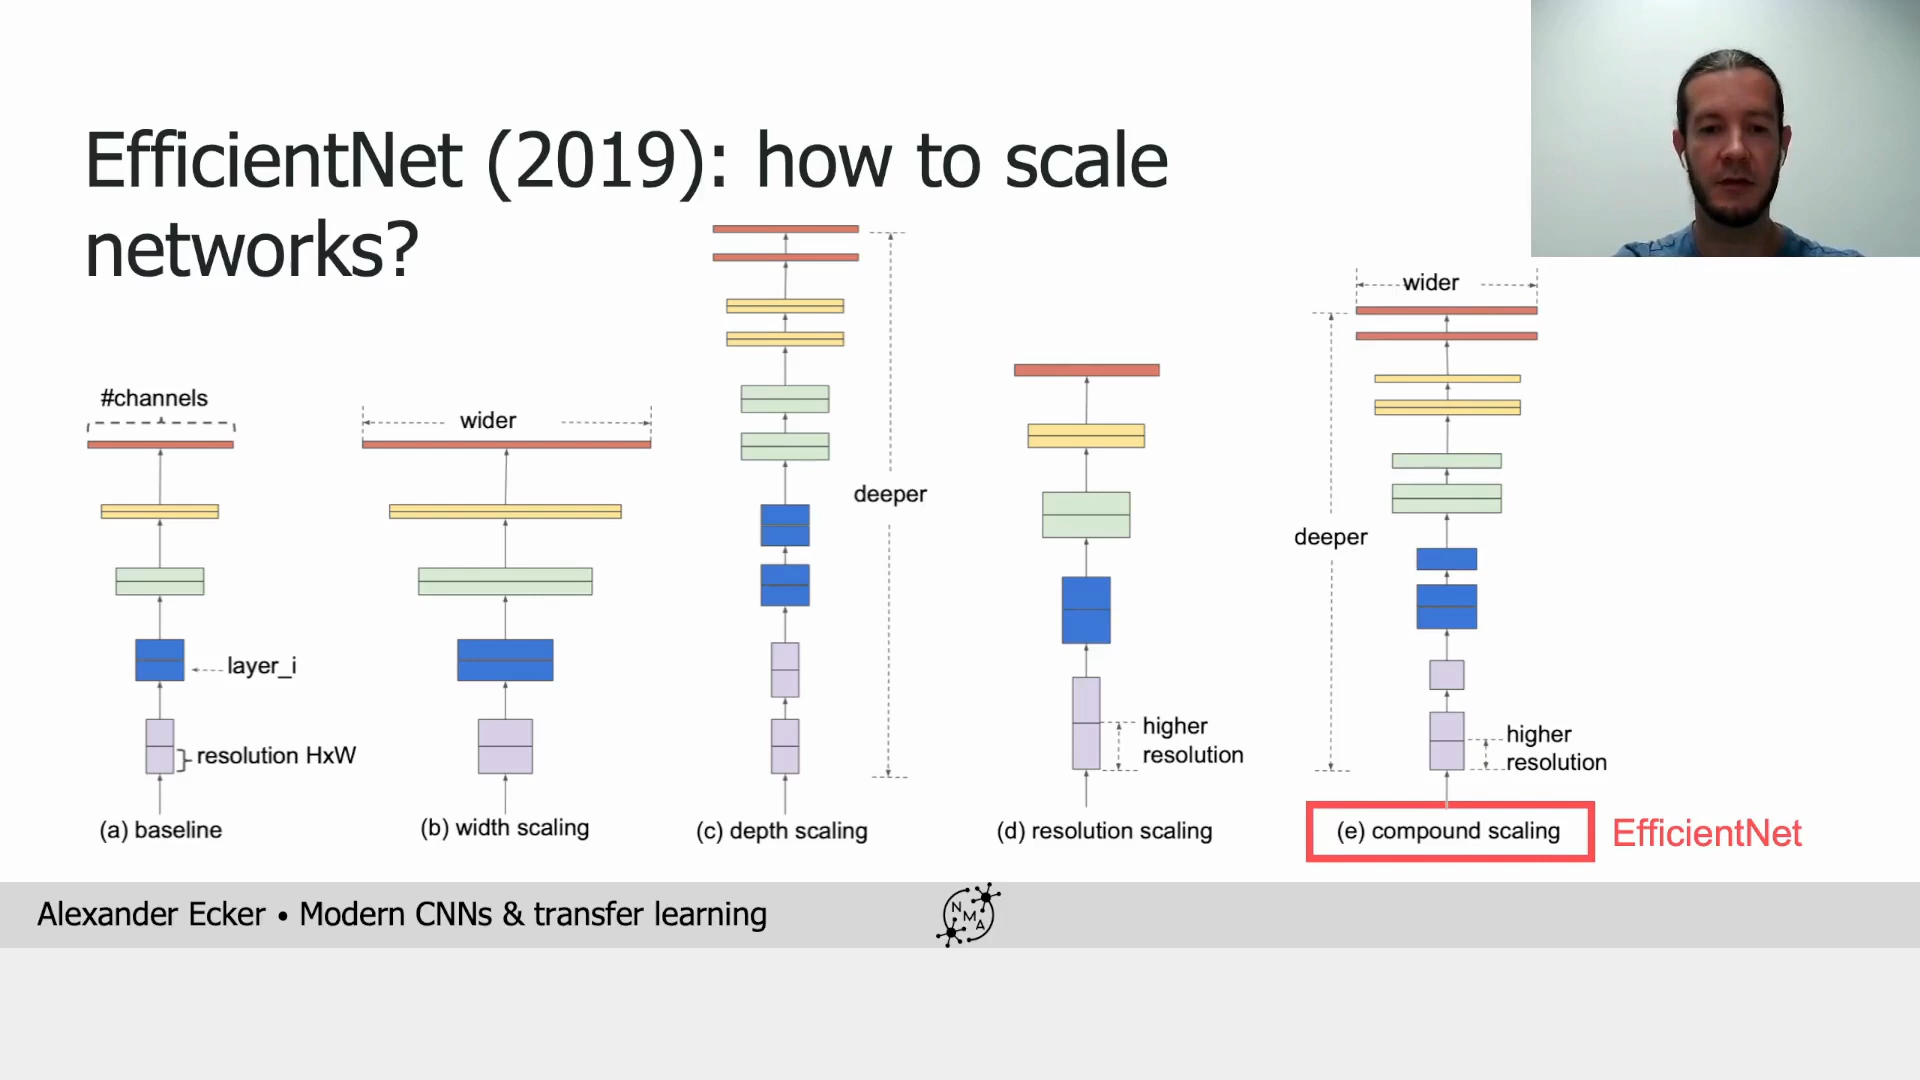 EfficientNet (2019): how to scale
networks?
#channels
layer_i
resolution HxW
(a) baseline
wider
(b) width scaling
deeper
(c) depth scaling
higher
resolution
(d) resolution scaling
wider
deeper
higher
resolution
(e) compound scaling
EfficientNet
Alexander Ecker • Modern CNNs & transfer learning
N
M
A